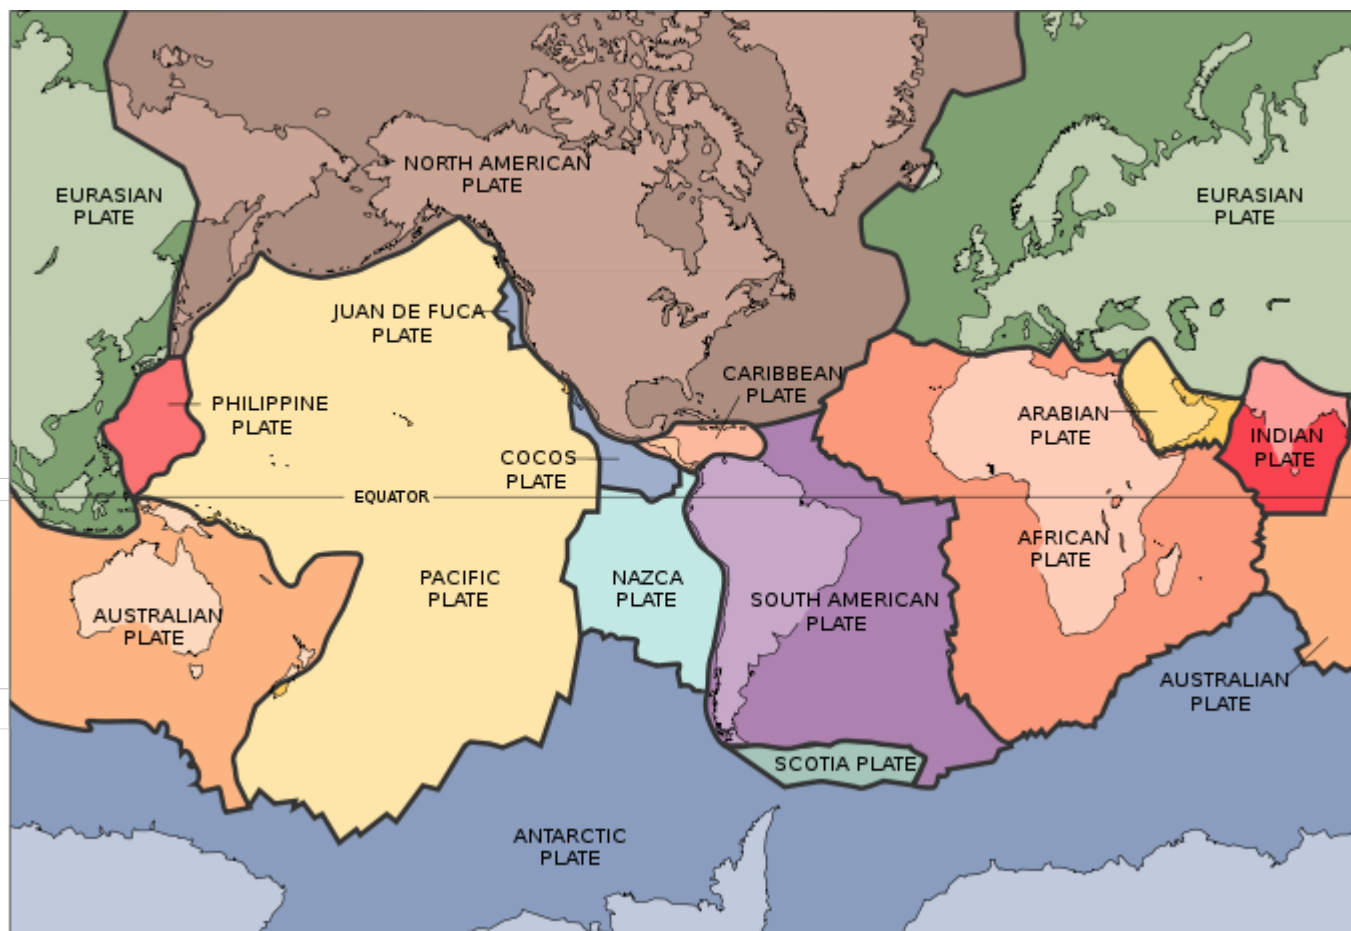 NORTH AMERICAN
PLATE
EURASIAN
PLATE
EURASIAN
PLATE
JUAN DE FUCA
PLATE
CARIBBEAN
PLATE
PHILIPPINE
PLATE
ARABIAN
PLATE
INDIAN
PLATE
COCOS
PLATE
EQUATOR
AFRICAN
PLATE
PACIFIC
PLATE
NAZCA
PLATE
SOUTH AMERICAN
PLATE
AUSTRALIAN
PLATE
AUSTRALIAN
PLATE
SCOTIA PLATE
ANTARCTIC
PLATE